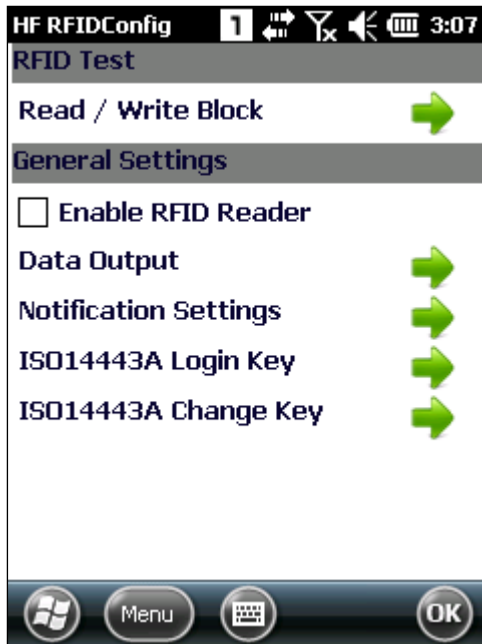 HF RFIDConfig 1 3:07
RFID Test
Read / Write Block
General Settings
Enable RFID Reader
Data Output
Notification Settings
ISO14443A Login Key
ISO14443A Change Key
Menu OK